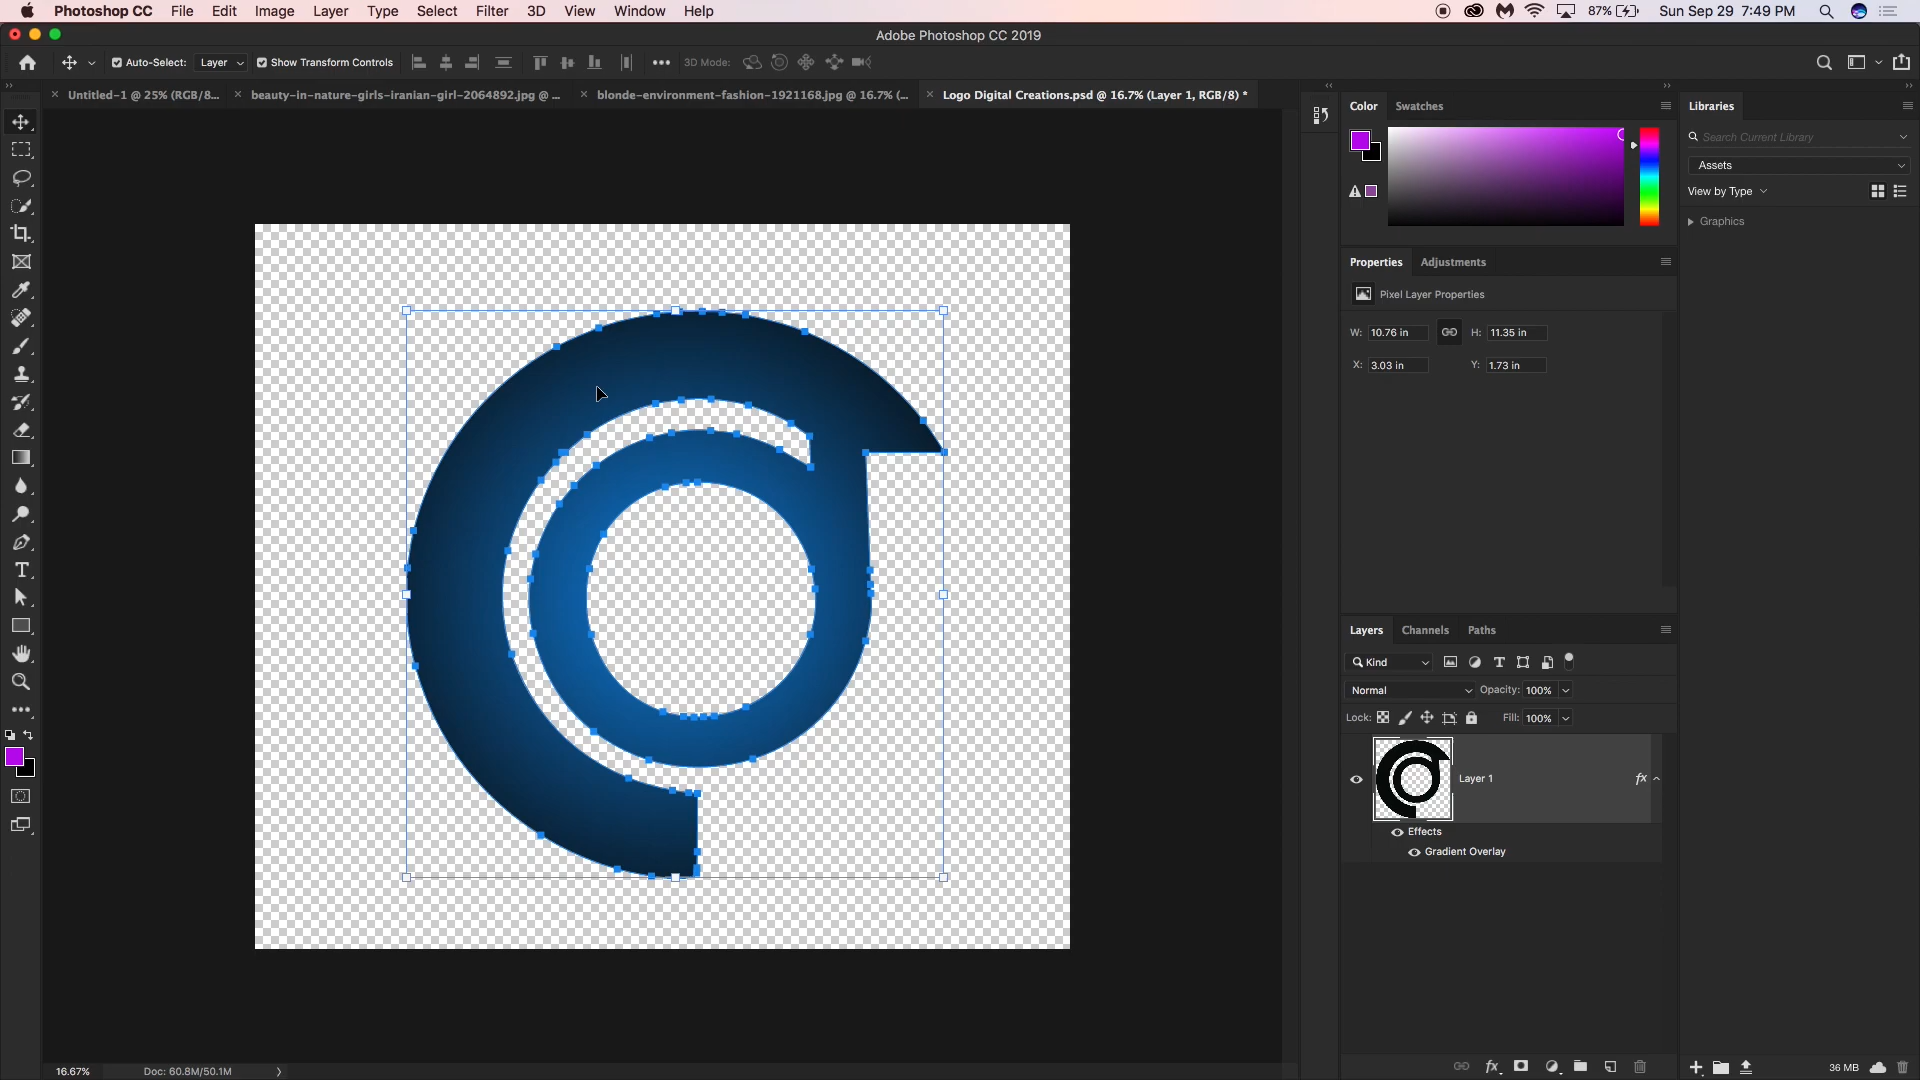 Photoshop CC File Edit Image Layer Type Select Filter 3D View Window Help 87% Sun Sep 29 7:49 PM
Adobe Photoshop CC 2019
Auto-Select: Layer Show Transform Controls 3D Mode:
Untitled-1 @ 25% (RGB/8... beauty-in-nature-girls-iranian-girl-2064892.jpg @ ... blonde-environment-fashion-1921168.jpg @ 16.7% (... Logo Digital Creations.psd @ 16.7% (Layer 1, RGB/8) *
Color Swatches
Libraries
Search Current Library
Assets
View by Type
Graphics
Properties Adjustments
Pixel Layer Properties
W: 10.76 in H: 11.35 in
X: 3.03 in Y: 1.73 in
Layers Channels Paths
Kind
Normal Opacity: 100%
Lock: Fill: 100%
Layer 1 fx
Effects
Gradient Overlay
fx
36 MB
16.67% Doc: 60.8M/50.1M